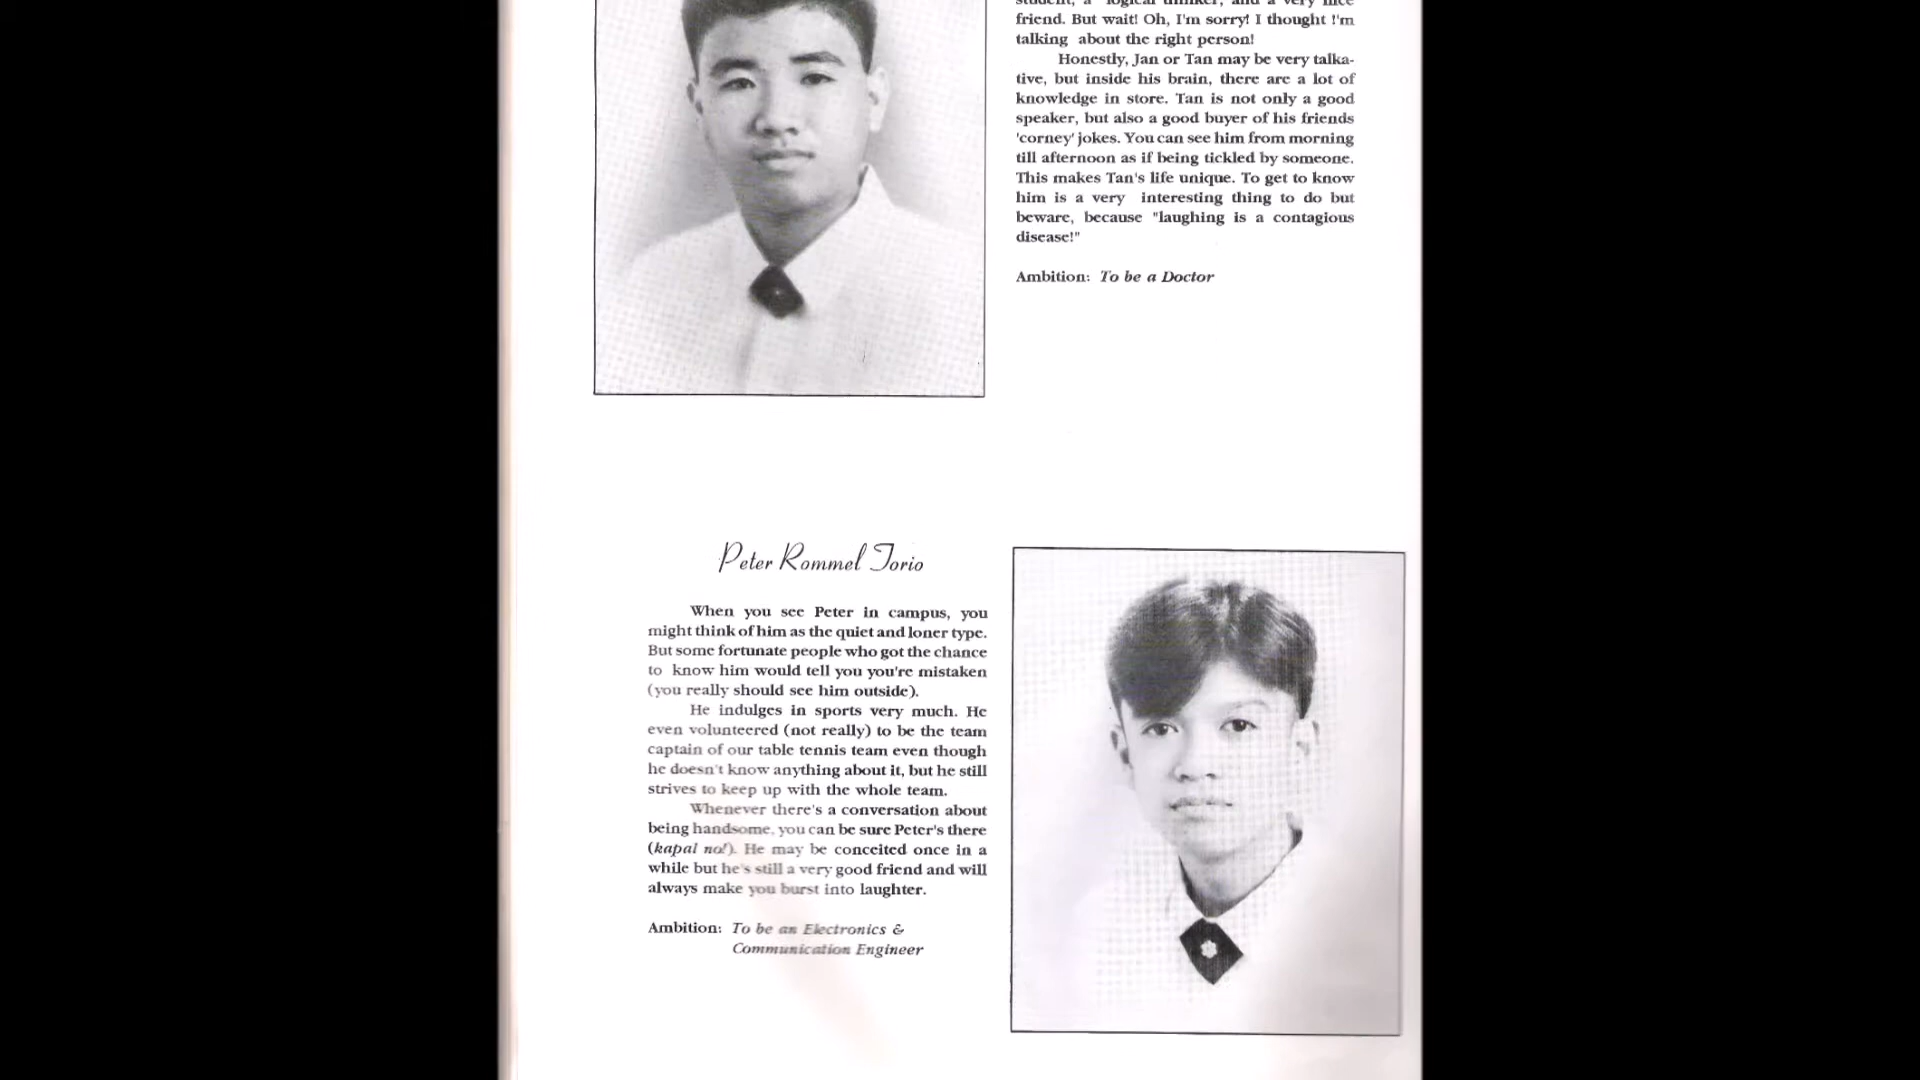 student, a logical thinker, and a very nice
friend. But wait! Oh, I'm sorry! I thought I'm
talking about the right person!
Honestly, Jan or Tan may be very talka-
tive, but inside his brain, there are a lot of
knowledge in store. Tan is not only a good
speaker, but also a good buyer of his friends
'corney' jokes. You can see him from morning
till afternoon as if being tickled by someone.
This makes Tan's life unique. To get to know
him is a very interesting thing to do but
beware, because "laughing is a contagious
disease!"
Ambition: To be a Doctor
Peter Rommel Torio
When you see Peter in campus, you
might think of him as the quiet and loner type.
But some fortunate people who got the chance
to know him would tell you you're mistaken
(you really should see him outside).
He indulges in sports very much. He
even volunteered (not really) to be the team
captain of our table tennis team even though
he doesn't know anything about it, but he still
strives to keep up with the whole team.
Whenever there's a conversation about
being handsome, you can be sure Peter's there
(kapal no!). He may be conceited once in a
while but he's still a very good friend and will
always make you burst into laughter.
Ambition: To be an Electronics &
Communication Engineer